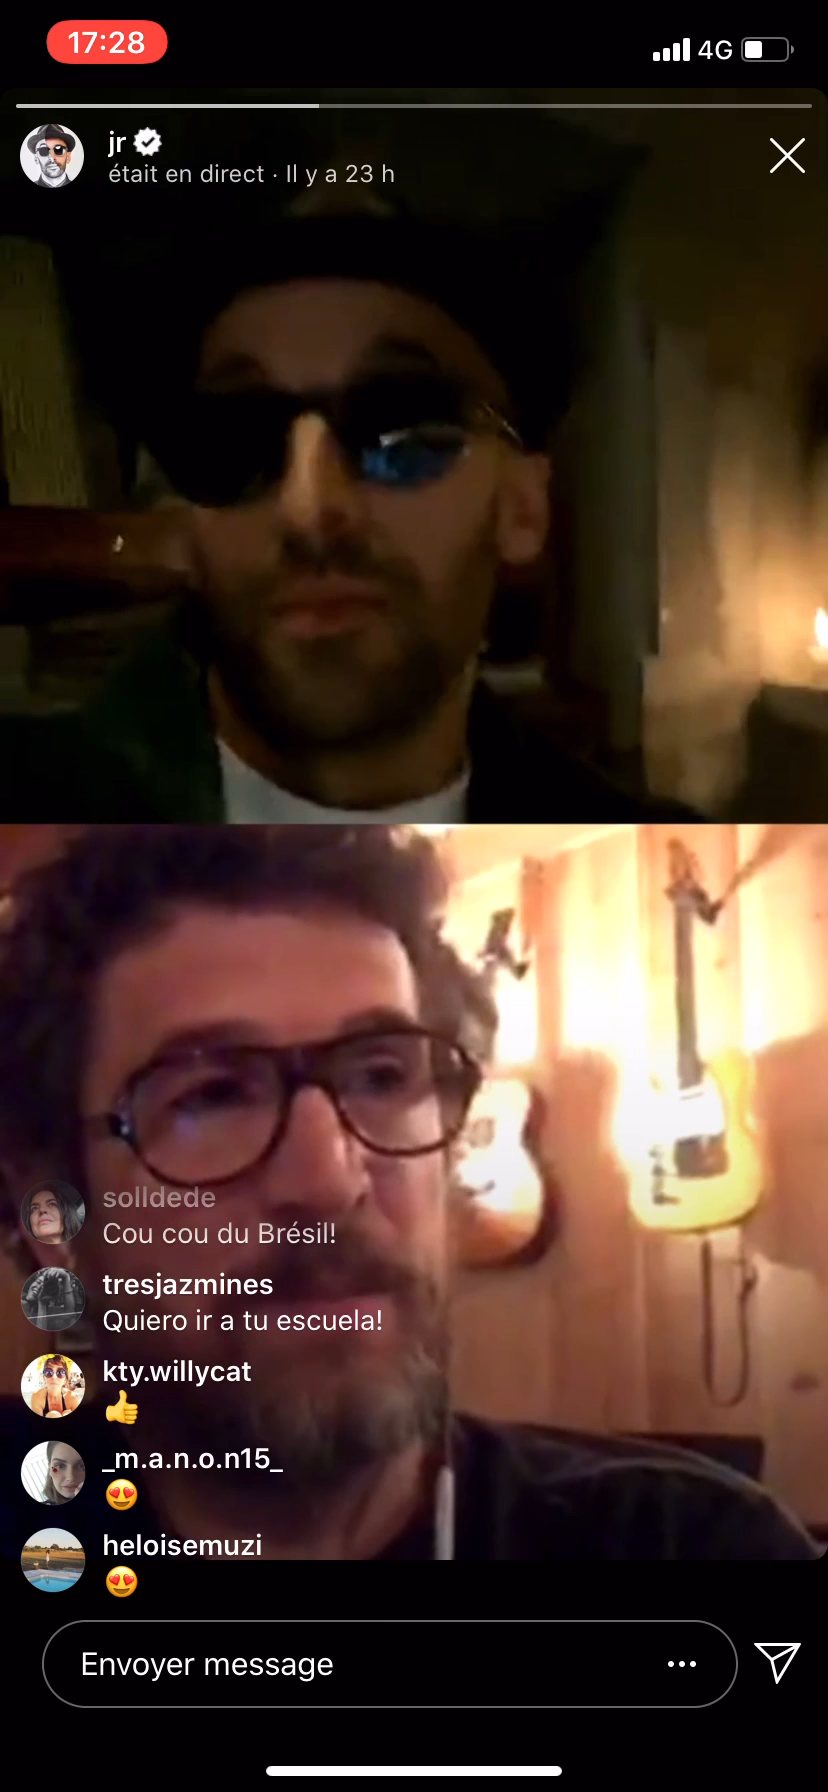 17:28
4G
jr
était en direct · Il y a 23 h
solldede
Cou cou du Brésil!
tresjazmines
Quiero ir a tu escuela!
kty.willycat
👍
_m.a.n.o.n15_
😍
heloisemuzi
😍
Envoyer message